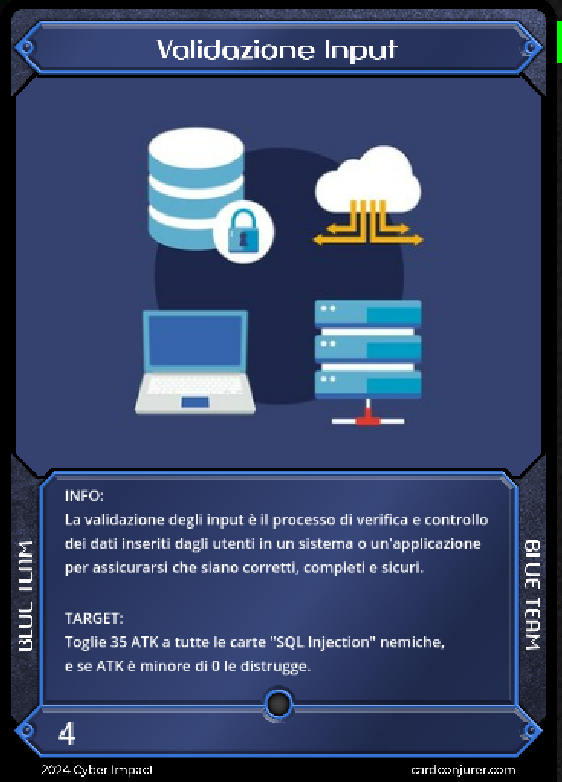 Validazione Input
INFO:
La validazione degli input è il processo di verifica e controllo
dei dati inseriti dagli utenti in un sistema o un'applicazione
per assicurarsi che siano corretti, completi e sicuri.
TARGET:
Toglie 35 ATK a tutte le carte "SQL Injection" nemiche,
e se ATK è minore di 0 le distrugge.
BLUE TEAM
BLUE TEAM
4
2024 Cyber Impact
cardconjurer.com